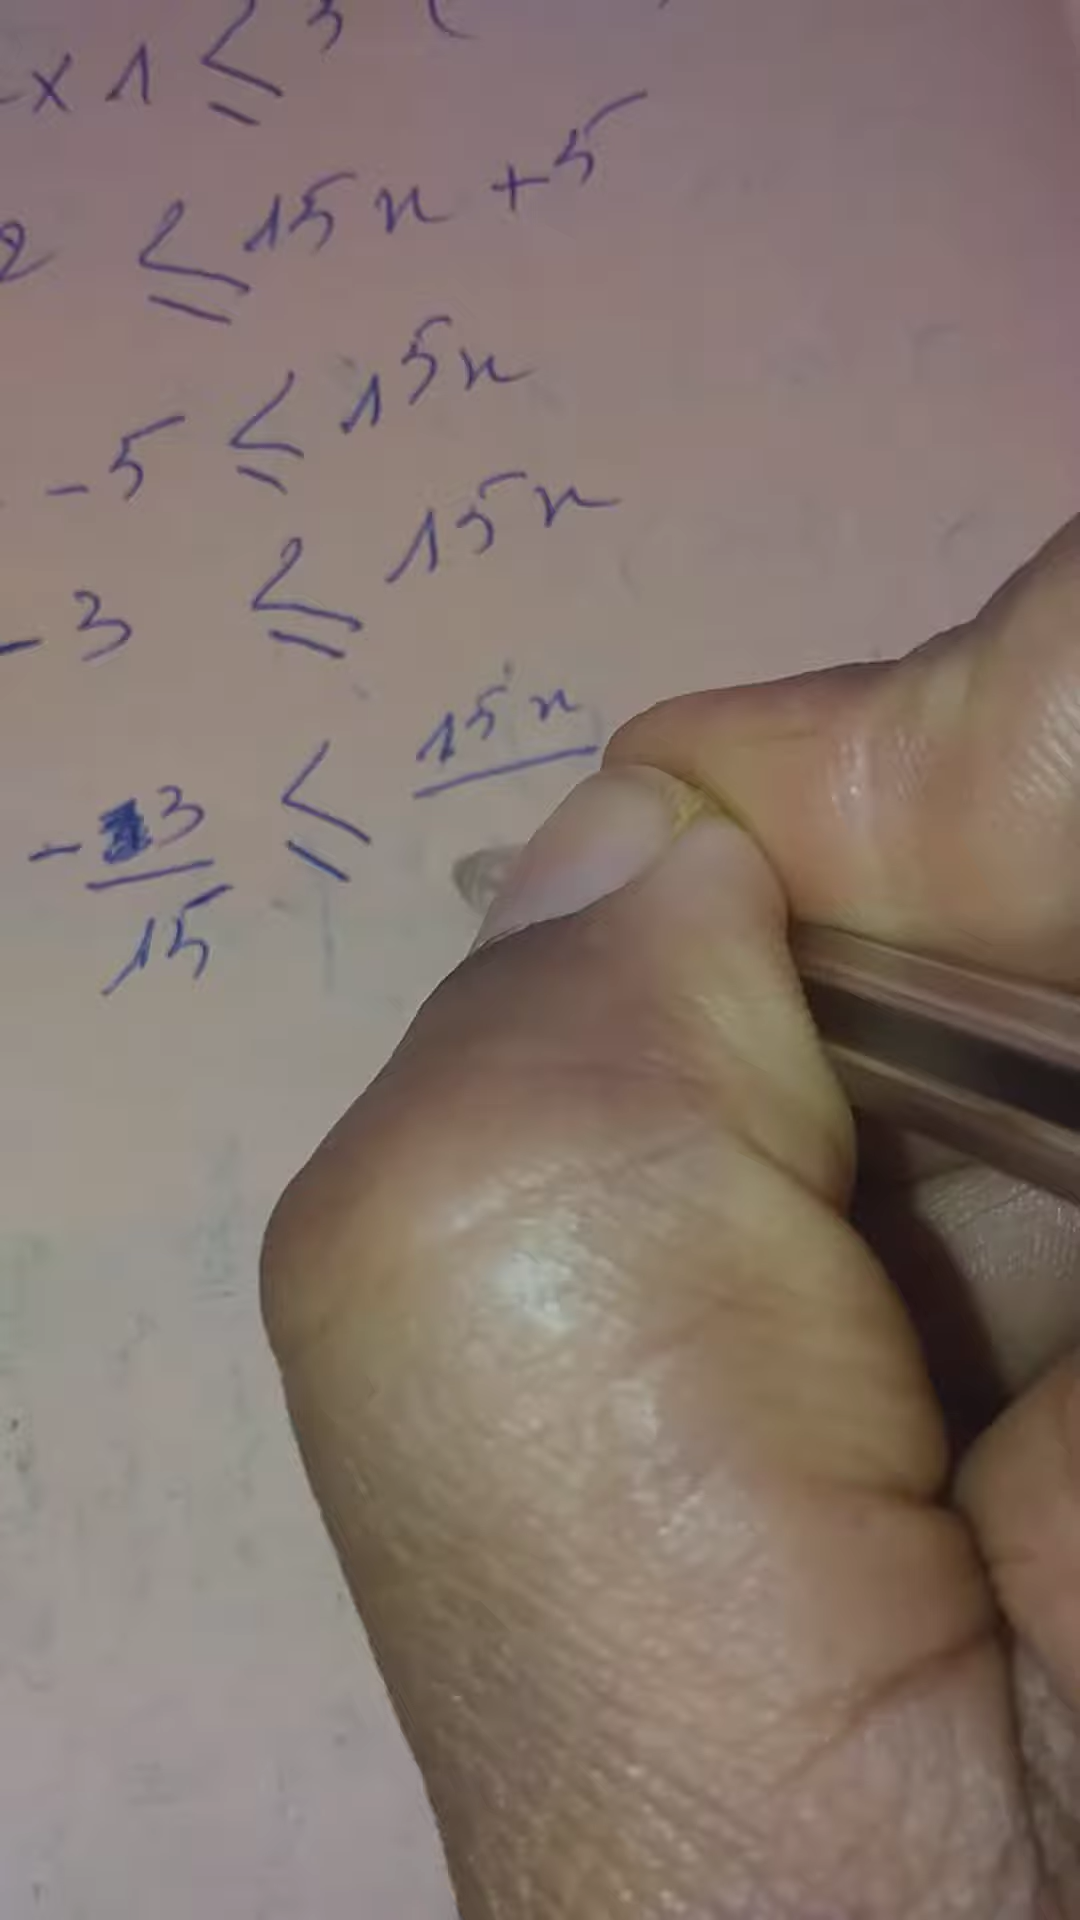 x 1 ≤ 3 (
2 ≤ 15x + 5
- 5 ≤ 15x
- 3 ≤ 15x
- 3/15 ≤ 15x